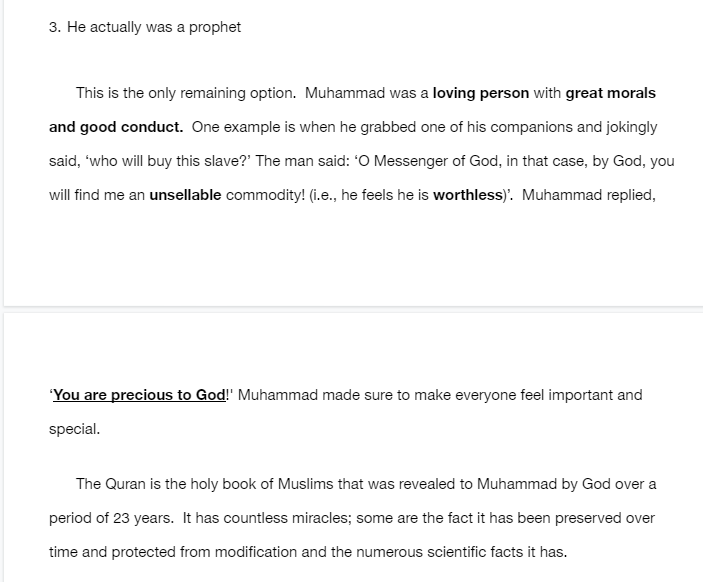 3. He actually was a prophet
This is the only remaining option. Muhammad was a loving person with great morals
and good conduct. One example is when he grabbed one of his companions and jokingly
said, ‘who will buy this slave?’ The man said: ‘O Messenger of God, in that case, by God, you
will find me an unsellable commodity! (i.e., he feels he is worthless)’. Muhammad replied,
‘You are precious to God!' Muhammad made sure to make everyone feel important and
special.
The Quran is the holy book of Muslims that was revealed to Muhammad by God over a
period of 23 years. It has countless miracles; some are the fact it has been preserved over
time and protected from modification and the numerous scientific facts it has.